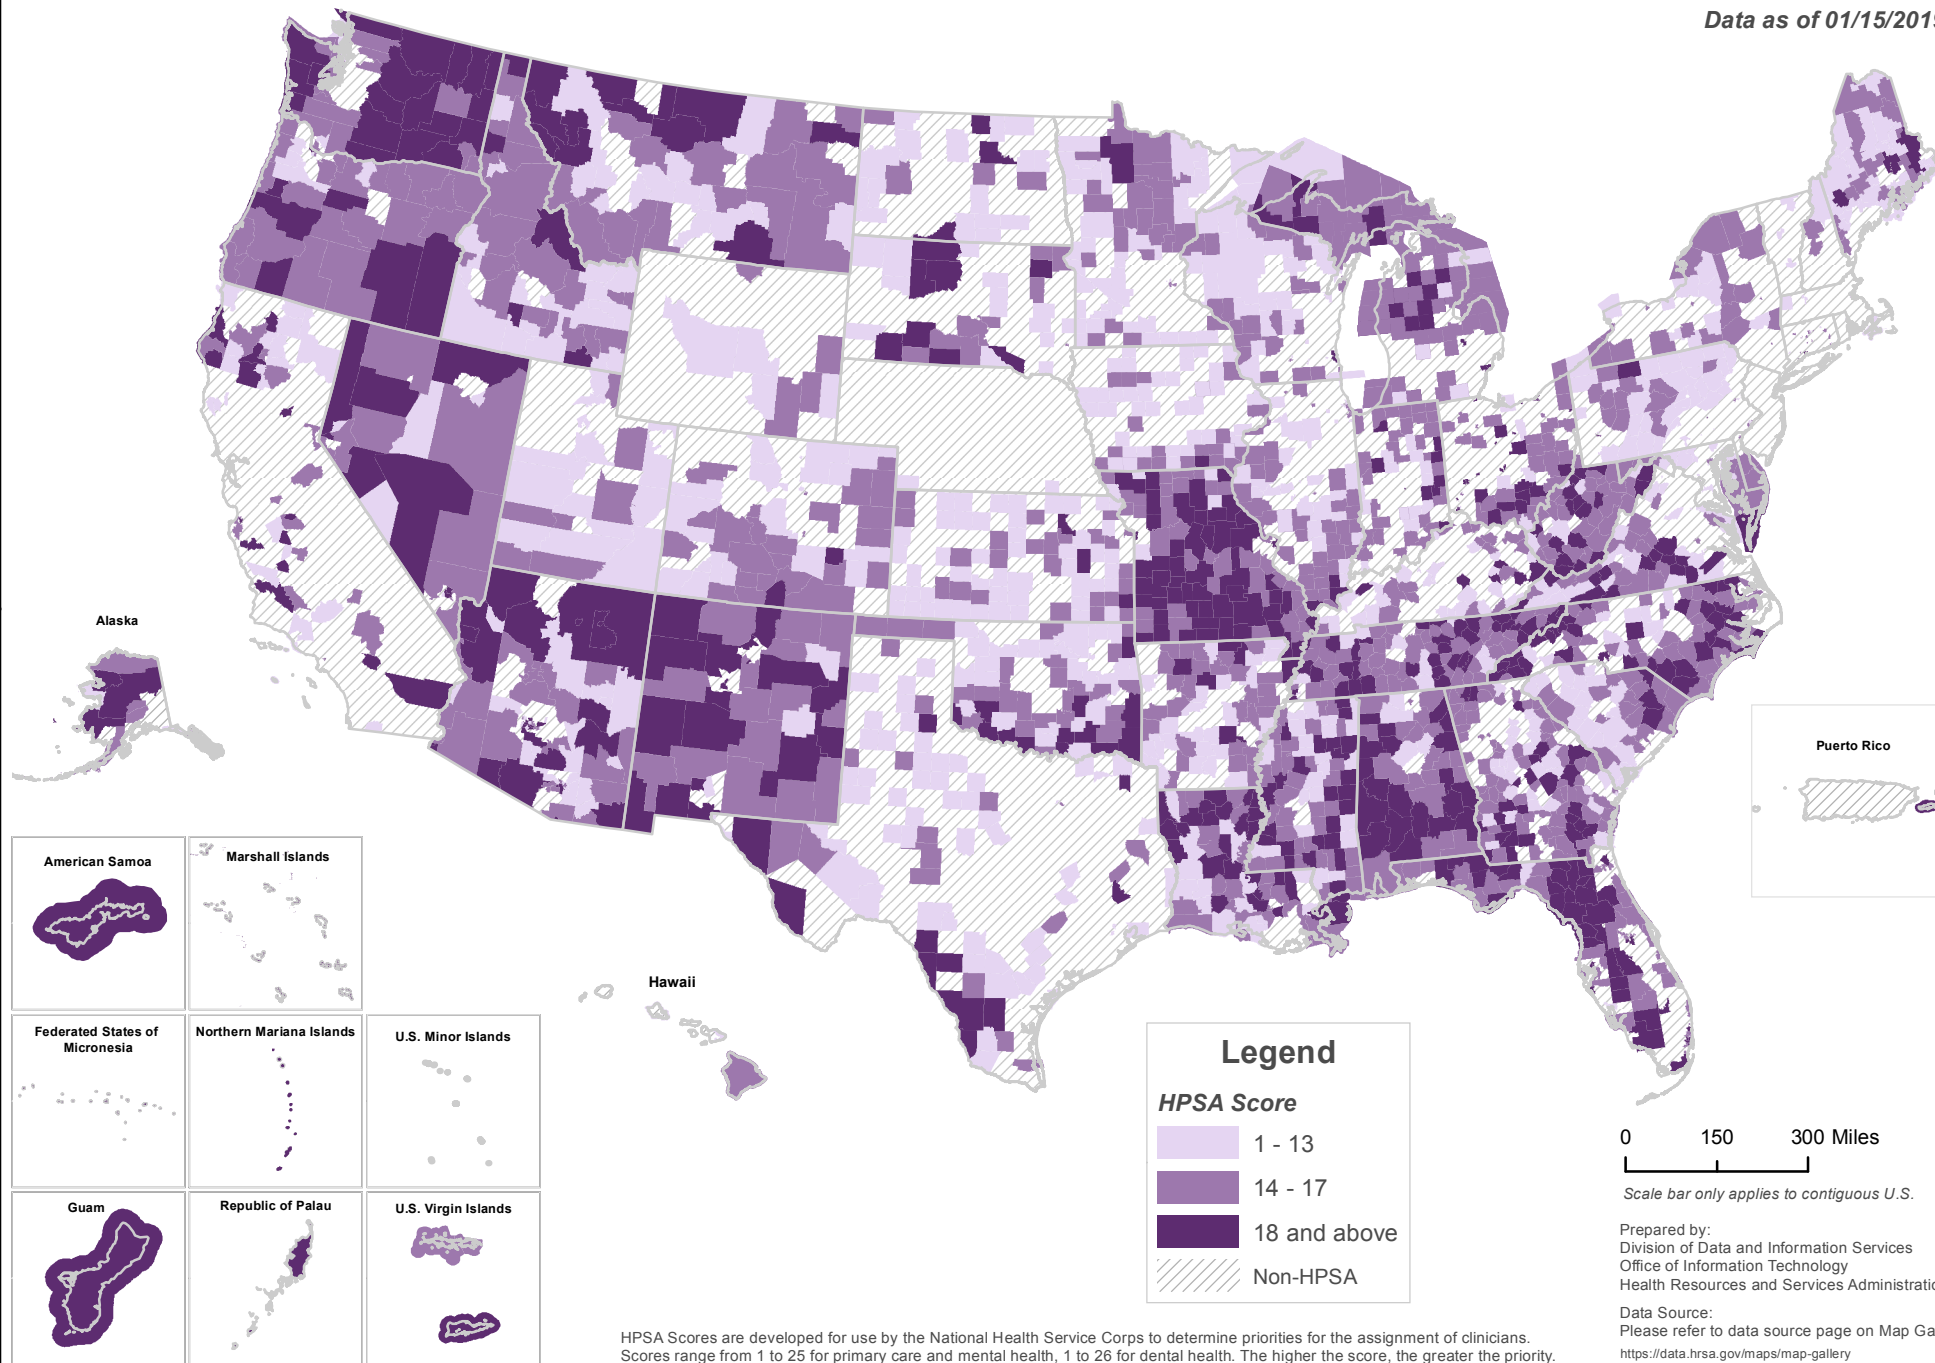 Data as of 01/15/2019
Alaska
Puerto Rico
American Samoa
Marshall Islands
Hawaii
Federated States of
Micronesia
Northern Mariana Islands
U.S. Minor Islands
Legend
HPSA Score
1 - 13
14 - 17
18 and above
Non-HPSA
0 150 300 Miles
Scale bar only applies to contiguous U.S.
Guam
Republic of Palau
U.S. Virgin Islands
Prepared by:
Division of Data and Information Services
Office of Information Technology
Health Resources and Services Administratio
Data Source:
Please refer to data source page on Map Ga
https://data.hrsa.gov/maps/map-gallery
HPSA Scores are developed for use by the National Health Service Corps to determine priorities for the assignment of clinicians.
Scores range from 1 to 25 for primary care and mental health, 1 to 26 for dental health. The higher the score, the greater the priority.